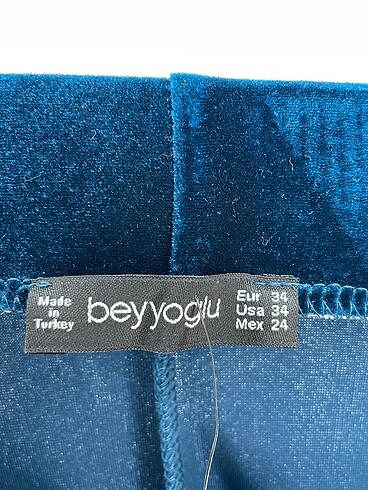 Made
in
Turkey
beyyoglu
Eur 34
Usa 34
Mex 24